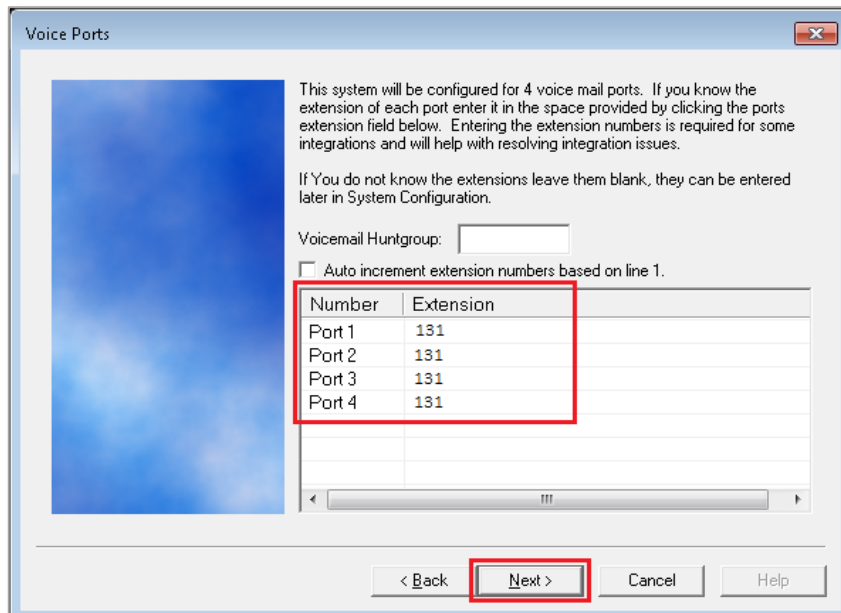 Voice Ports
This system will be configured for 4 voice mail ports. If you know the
extension of each port enter it in the space provided by clicking the ports
extension field below. Entering the extension numbers is required for some
integrations and will help with resolving integration issues.
If You do not know the extensions leave them blank, they can be entered
later in System Configuration.
Voicemail Huntgroup:
Auto increment extension numbers based on line 1.
Number Extension
Port 1 131
Port 2 131
Port 3 131
Port 4 131
< Back Next > Cancel Help